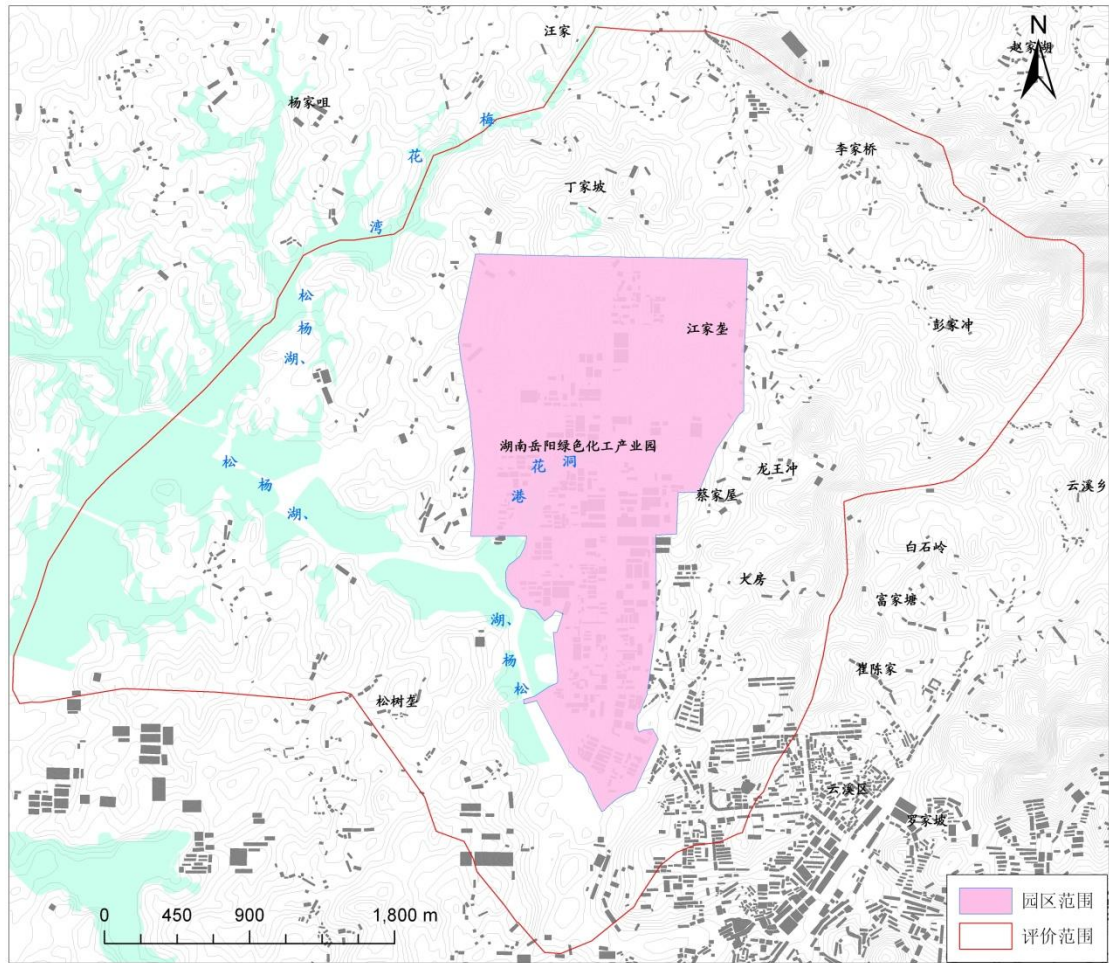 汪家
N
赵家湖
杨家咀
梅
花
湾
李家桥
丁家坡
松
杨
湖、
江家垄
彭家冲
湖南岳阳绿色化工产业园
花 洞
港
松
杨
湖、
龙王冲
蔡家屋
云溪乡
白石岭
犬房
富家塘
湖、
杨
松
瞿陈家
松树垄
云溪区
罗家坡
0 450 900 1,800 m
园区范围
评价范围